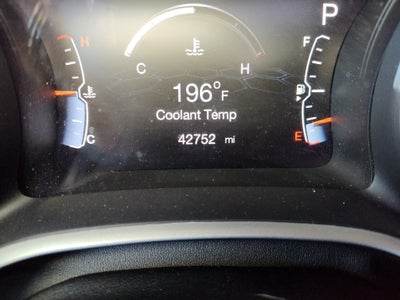 P
H F
C H
196°F
Coolant Temp
C E
42752 mi